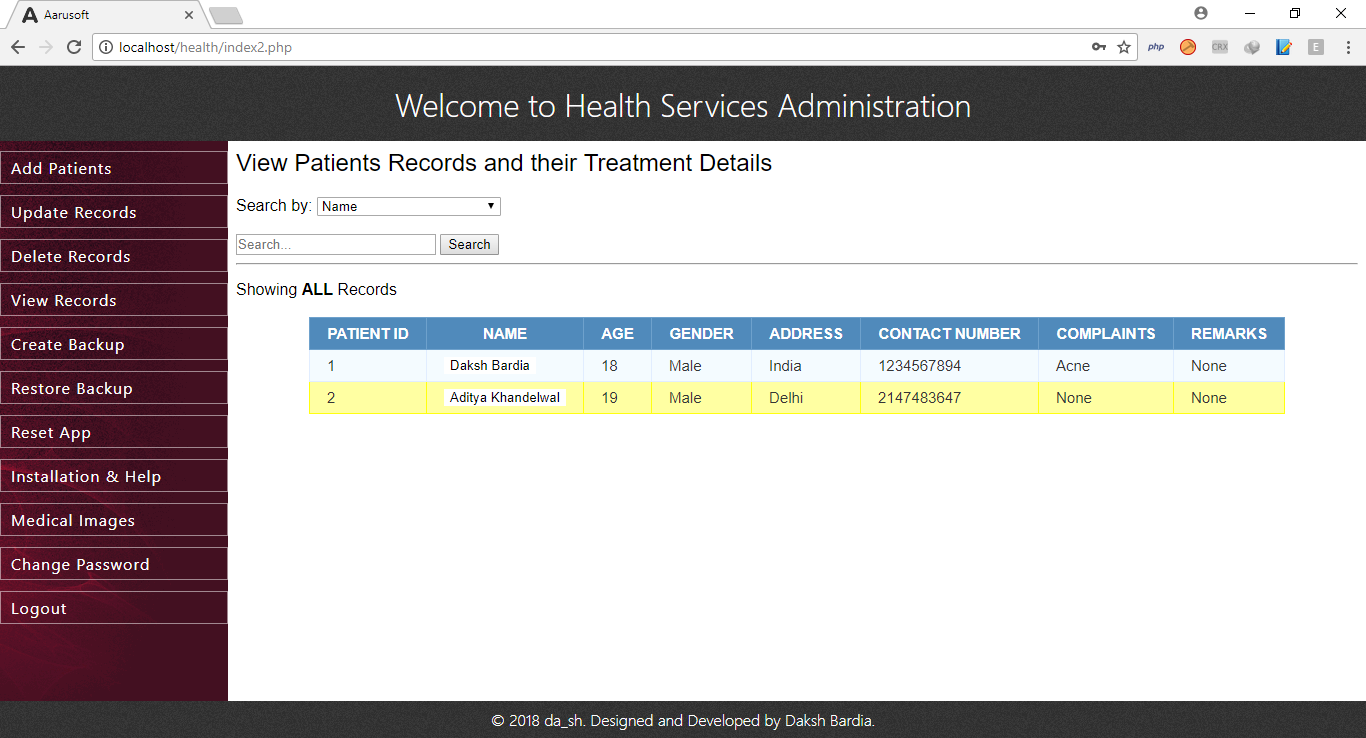 Aarusoft
localhost/health/index2.php
php
CRX
E
Welcome to Health Services Administration
Add Patients
Update Records
Delete Records
View Records
Create Backup
Restore Backup
Reset App
Installation & Help
Medical Images
Change Password
Logout
View Patients Records and their Treatment Details
Search by: Name
Search... Search
Showing ALL Records
PATIENT ID NAME AGE GENDER ADDRESS CONTACT NUMBER COMPLAINTS REMARKS
1 Daksh Bardia 18 Male India 1234567894 Acne None
2 Aditya Khandelwal 19 Male Delhi 2147483647 None None
© 2018 da_sh. Designed and Developed by Daksh Bardia.